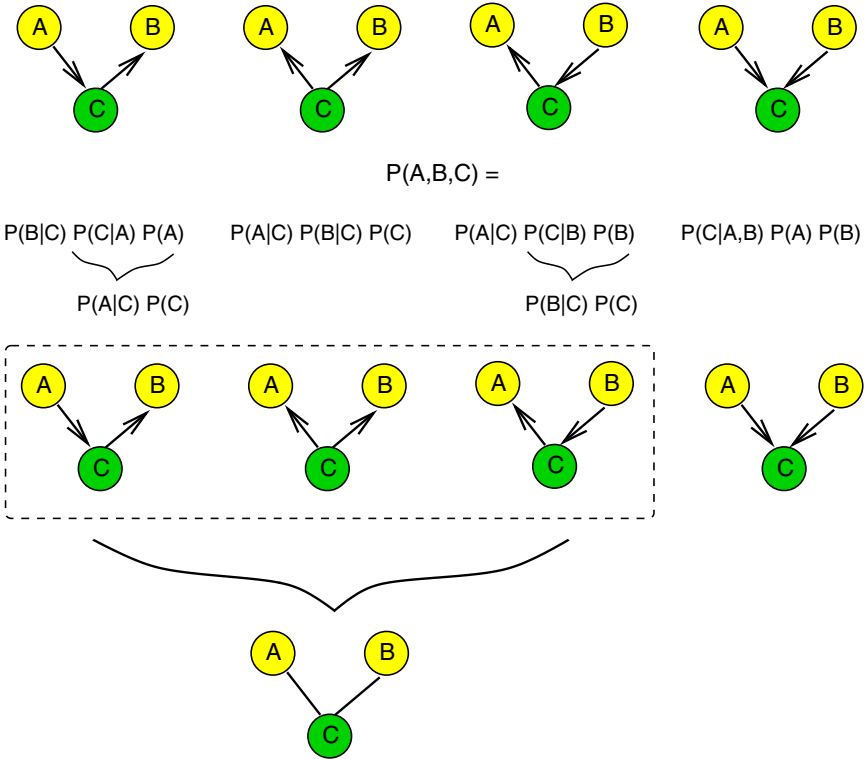 A B A B A B A B
C C C C
P(A,B,C) =
P(B|C) P(C|A) P(A) P(A|C) P(B|C) P(C) P(A|C) P(C|B) P(B) P(C|A,B) P(A) P(B)
P(A|C) P(C) P(B|C) P(C)
A B A B A B A B
C C C C
A B
C